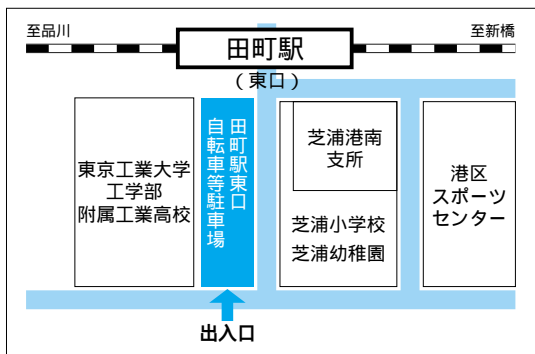 至品川
至新橋
田町駅
(東口)
東京工業大学
工学部
附属工業高校
田町駅東口
自転車等駐車場
芝浦港南
支所
芝浦小学校
芝浦幼稚園
港区
スポーツ
センター
出入口